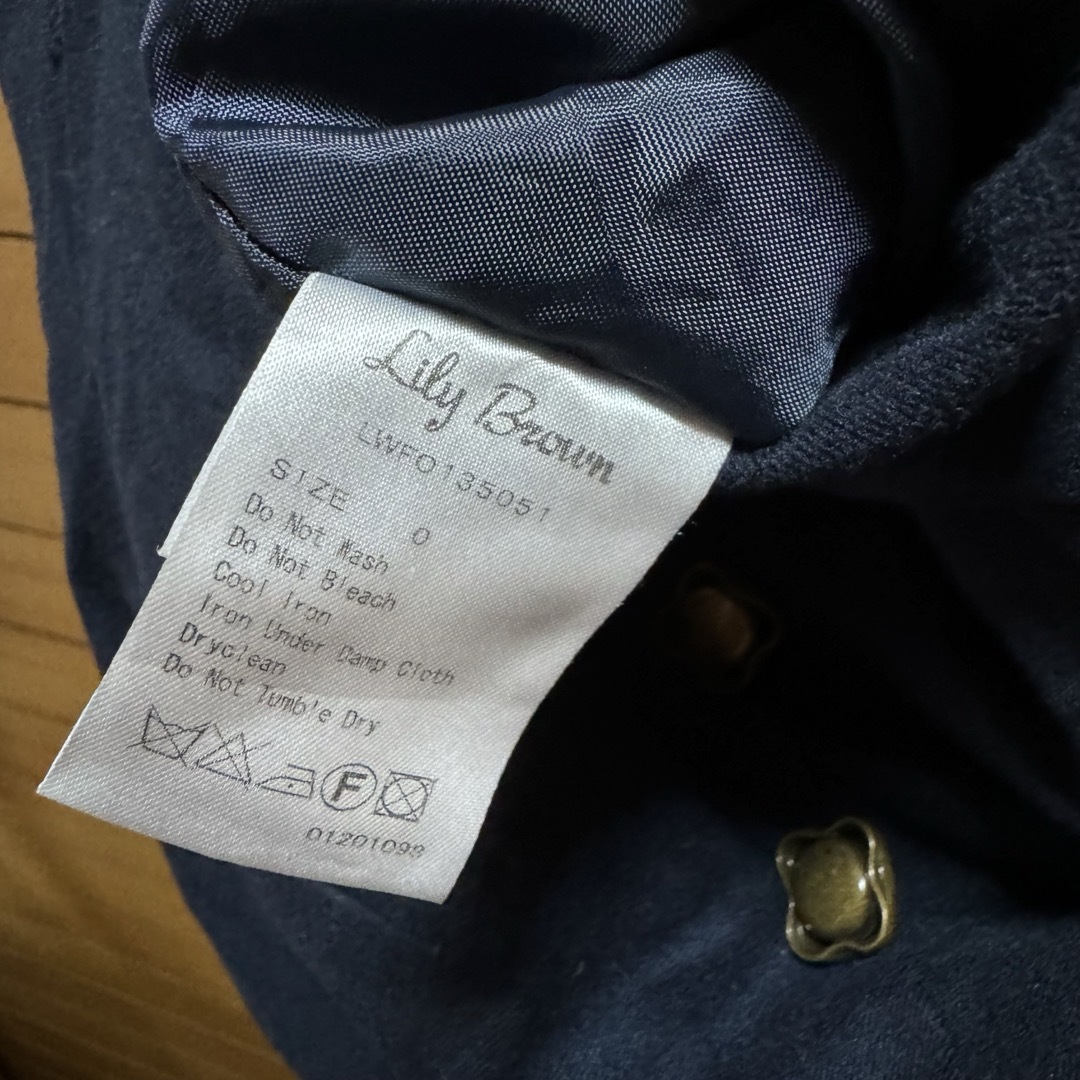 Lily Brown
LWFO135051
SIZE 0
Do Not Wash
Do Not Bleach
Cool Iron
Iron Under Damp Cloth
Dryclean
Do Not Tumble Dry
F
01201093